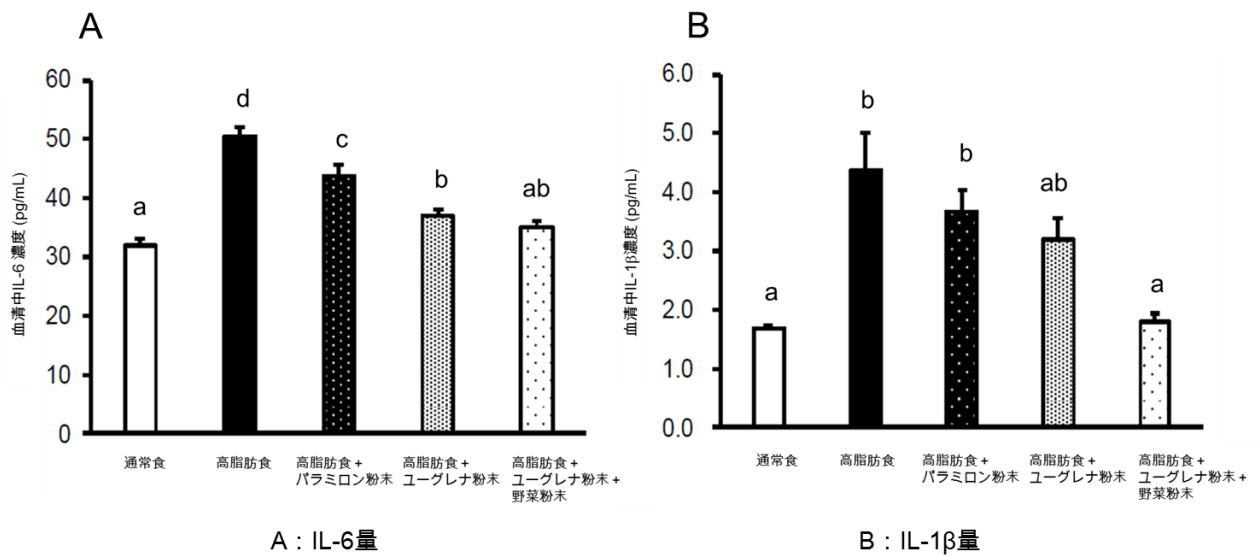 A
60
50
40
30
20
10
0
血清中IL-6 濃度 (pg/mL)
a
d
c
b
ab
通常食
高脂肪食
高脂肪食 +
パラミロン粉末
高脂肪食 +
ユーグレナ粉末
高脂肪食 +
ユーグレナ粉末 +
野菜粉末
A：IL-6量
B
6.0
5.0
4.0
3.0
2.0
1.0
0.0
血清中IL-1β濃度 (pg/mL)
a
b
b
ab
a
通常食
高脂肪食
高脂肪食 +
パラミロン粉末
高脂肪食 +
ユーグレナ粉末
高脂肪食 +
ユーグレナ粉末 +
野菜粉末
B：IL-1β量